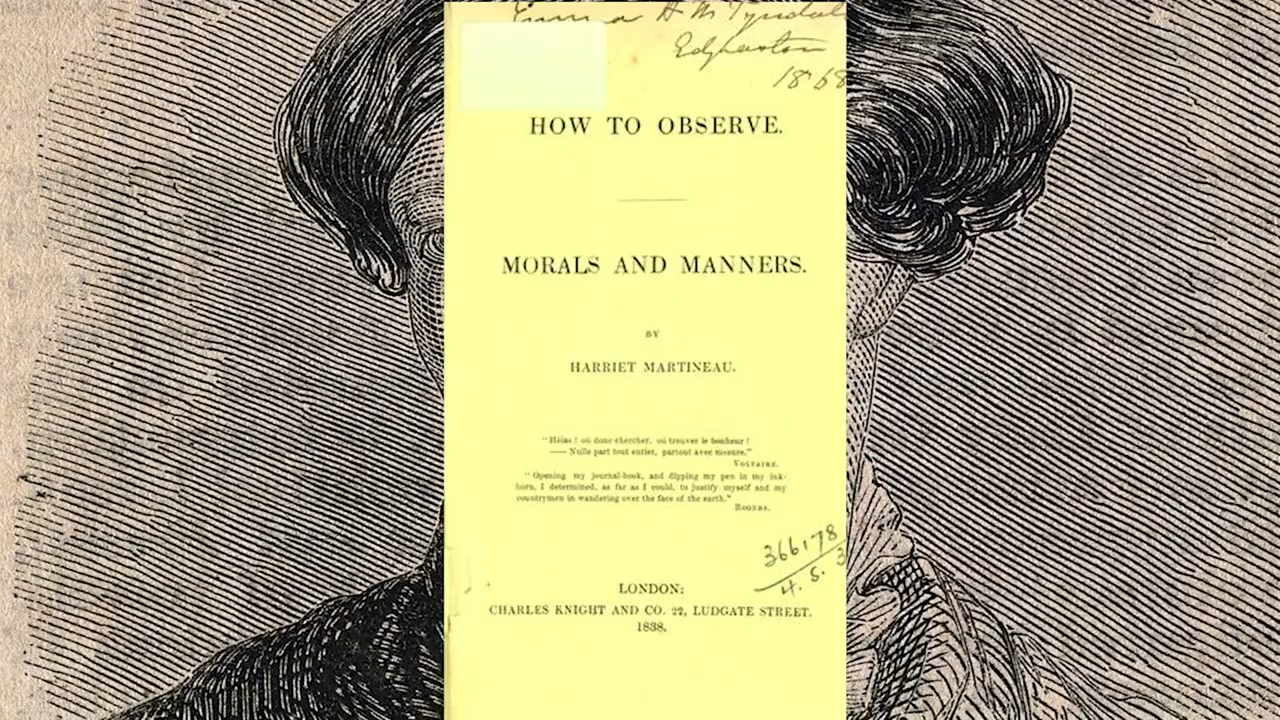 Emma A M Tyndall
Edgbaston
1868
HOW TO OBSERVE.
MORALS AND MANNERS.
BY
HARRIET MARTINEAU.
"Hélas ! où donc chercher, où trouver le bonheur ?
—— Nulle part tout entier, partout avec mesure."
VOLTAIRE.
"Opening my journal-book, and dipping my pen in my ink-
horn, I determined, as far as I could, to justify myself and my
countrymen in wandering over the face of the earth."
ROGERS.
366178
4. 5. 3
LONDON:
CHARLES KNIGHT AND CO. 22, LUDGATE STREET.
1838.